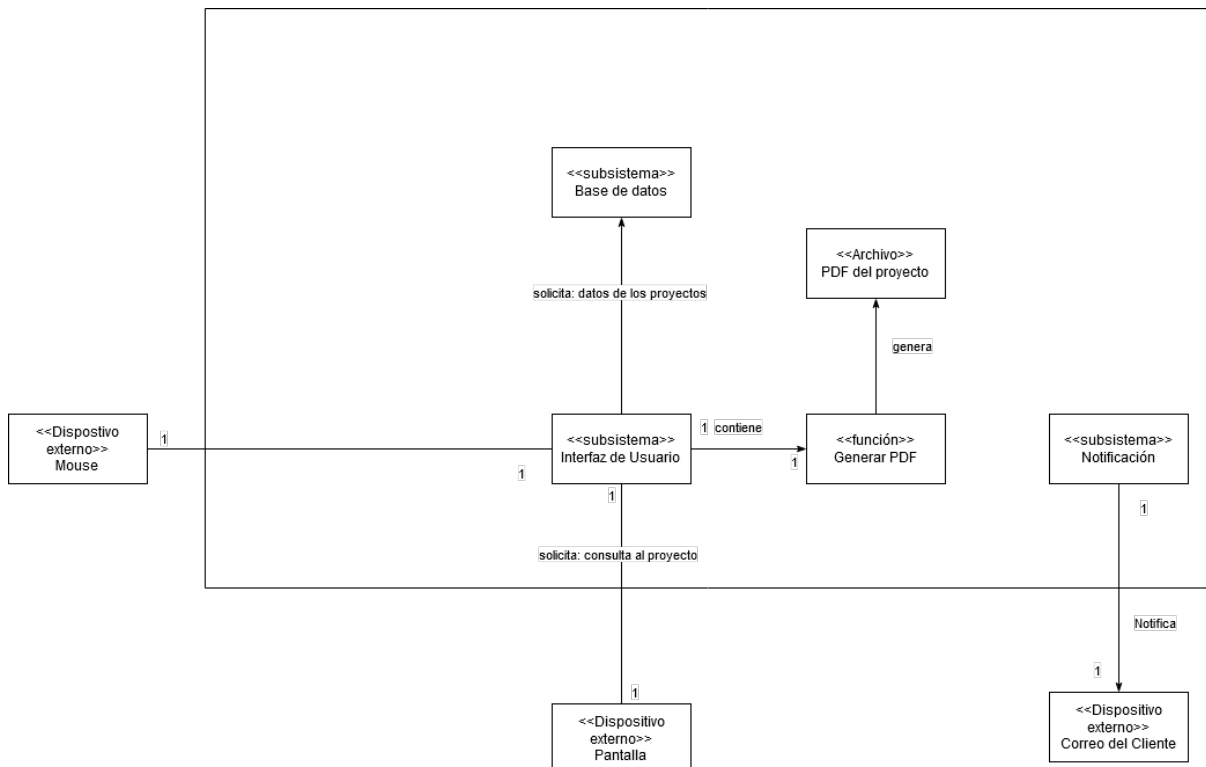 <<subsistema>>
Base de datos
<<Archivo>>
PDF del proyecto
solicita: datos de los proyectos
genera
<<Dispostivo
externo>>
Mouse
1
1
<<subsistema>>
Interfaz de Usuario
1
1 contiene
1
<<función>>
Generar PDF
<<subsistema>>
Notificación
1
solicita: consulta al proyecto
Notifica
1
1
<<Dispositivo
externo>>
Pantalla
<<Dispositivo
externo>>
Correo del Cliente